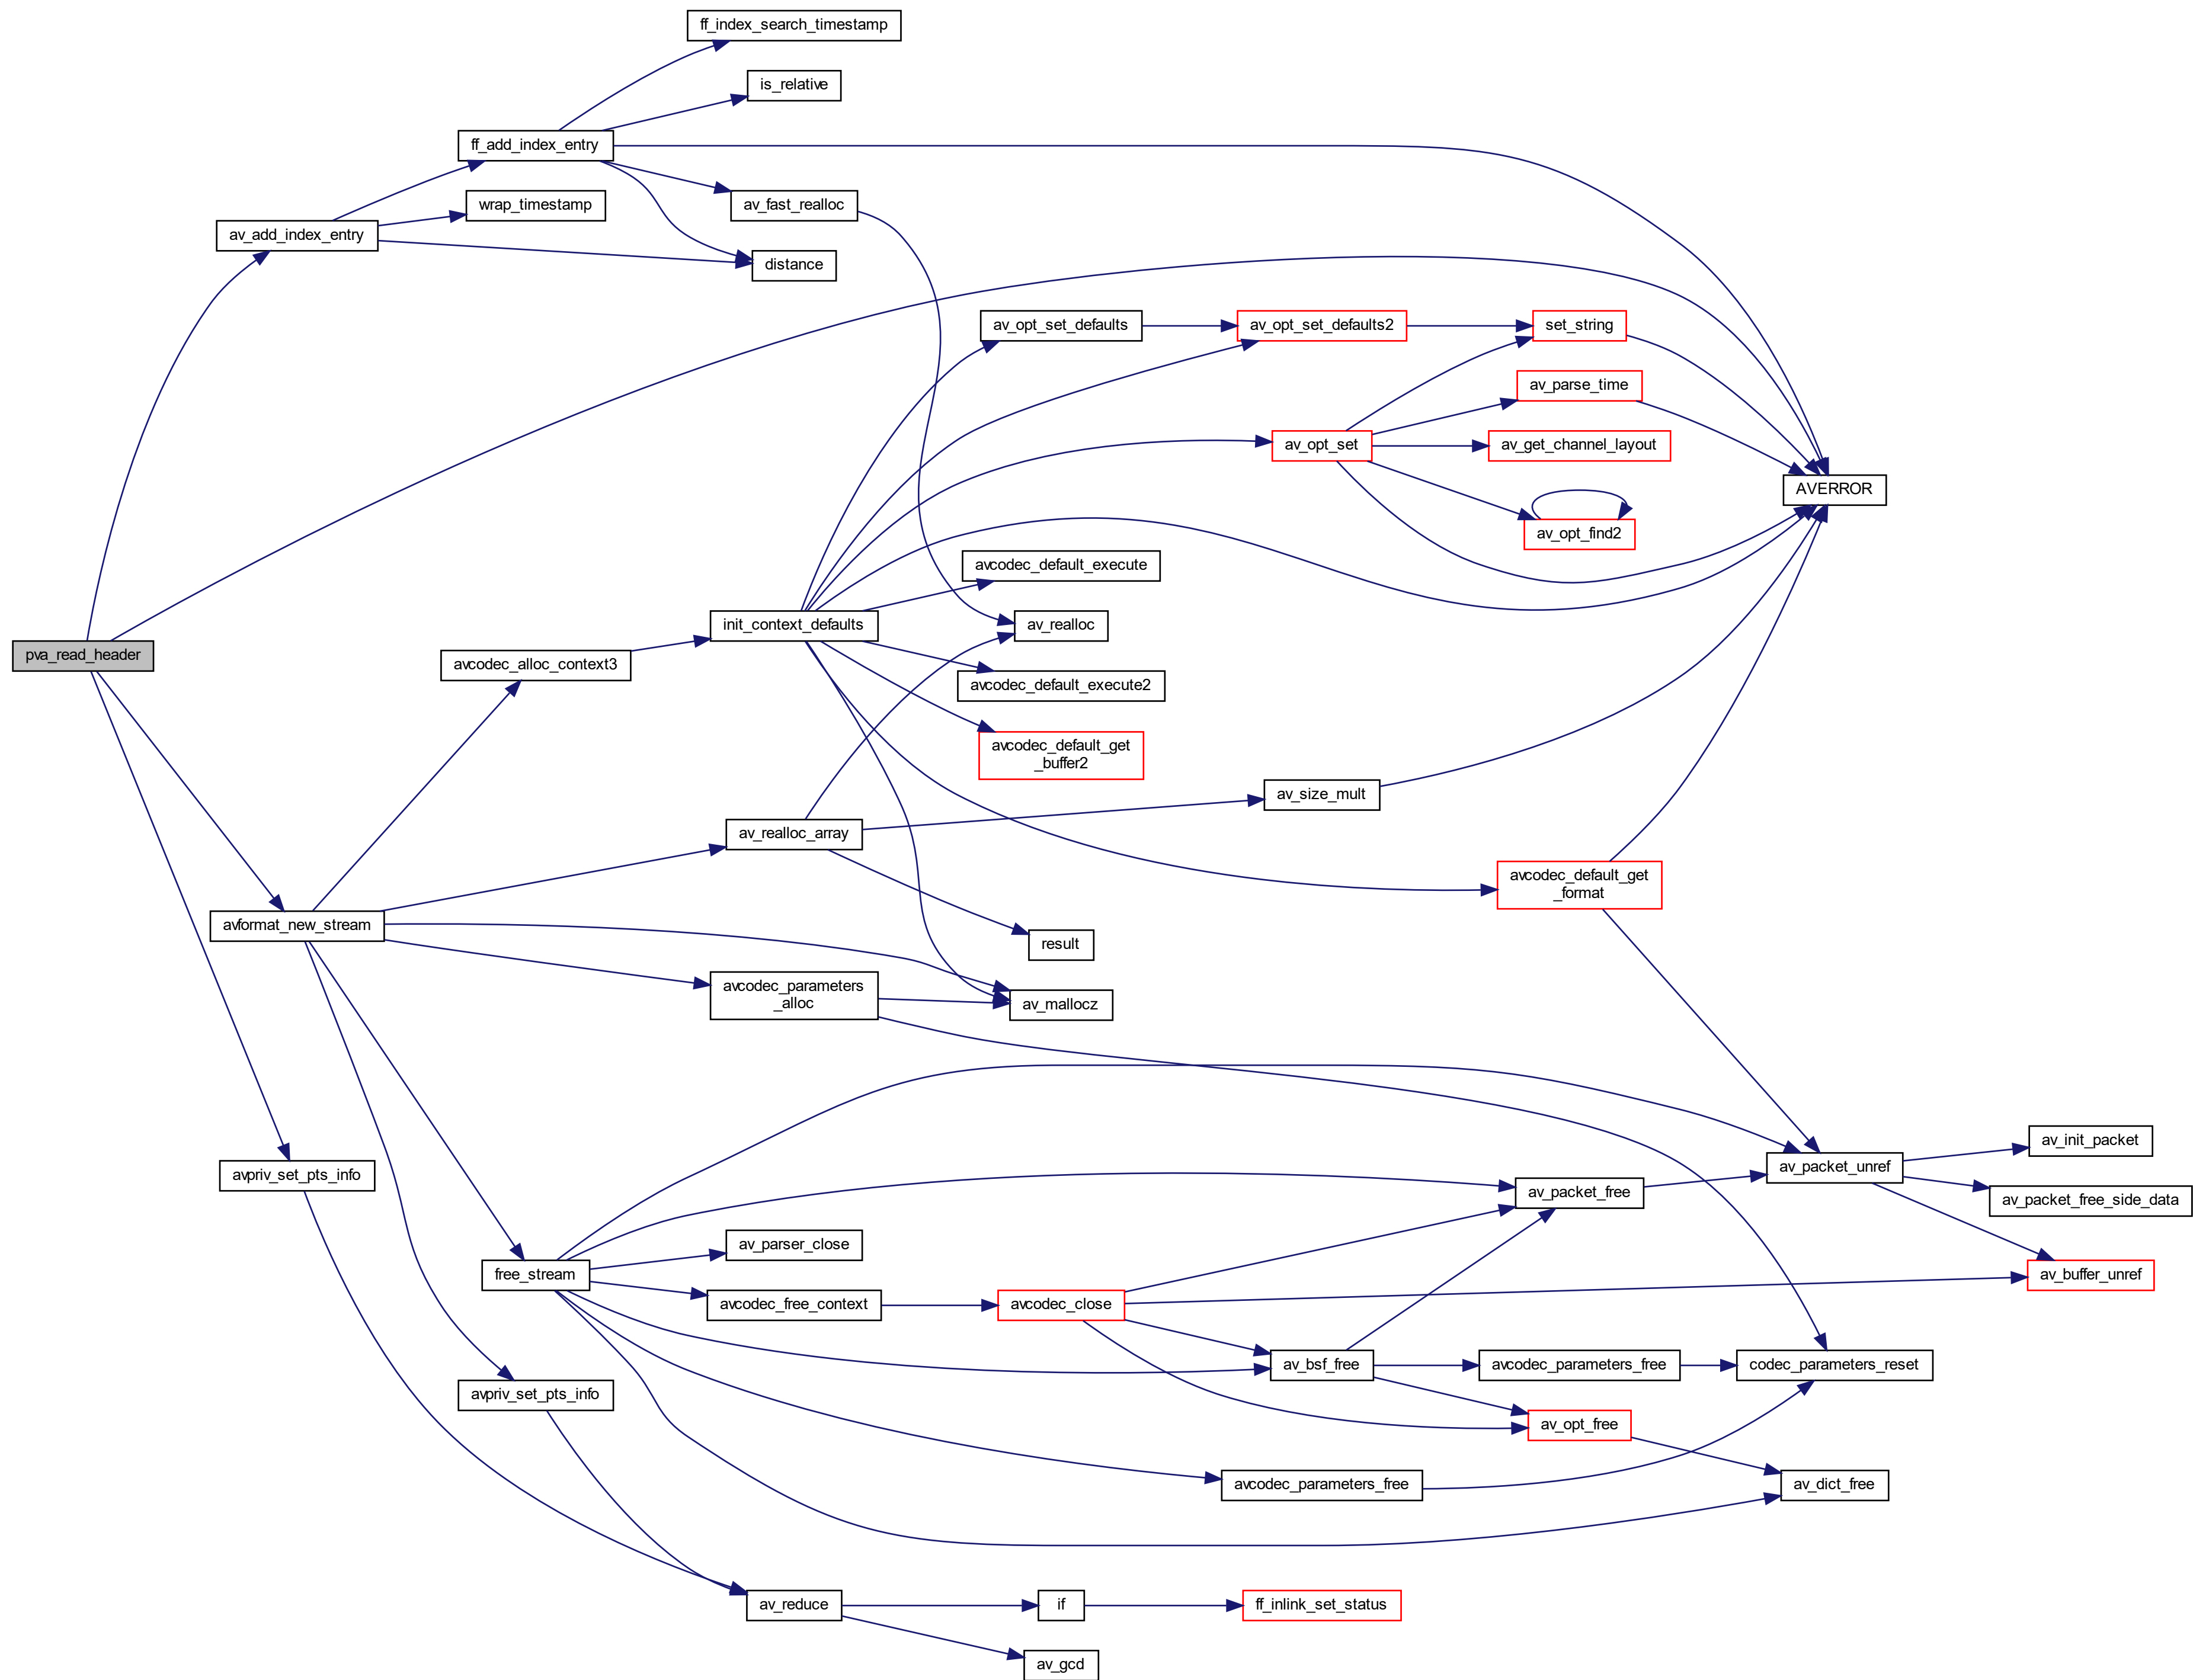 ff_index_search_timestamp
is_relative
ff_add_index_entry
wrap_timestamp
av_fast_realloc
av_add_index_entry
distance
av_opt_set_defaults
av_opt_set_defaults2
set_string
av_parse_time
av_opt_set
av_get_channel_layout
AVERROR
av_opt_find2
avcodec_default_execute
init_context_defaults
av_realloc
pva_read_header
avcodec_alloc_context3
avcodec_default_execute2
avcodec_default_get
_buffer2
av_size_mult
av_realloc_array
avcodec_default_get
_format
avformat_new_stream
result
avcodec_parameters
_alloc
av_mallocz
av_init_packet
avpriv_set_pts_info
av_packet_unref
av_packet_free
av_packet_free_side_data
av_parser_close
free_stream
av_buffer_unref
avcodec_free_context
avcodec_close
av_bsf_free
avcodec_parameters_free
codec_parameters_reset
avpriv_set_pts_info
av_opt_free
avcodec_parameters_free
av_dict_free
av_reduce
if
ff_inlink_set_status
av_gcd